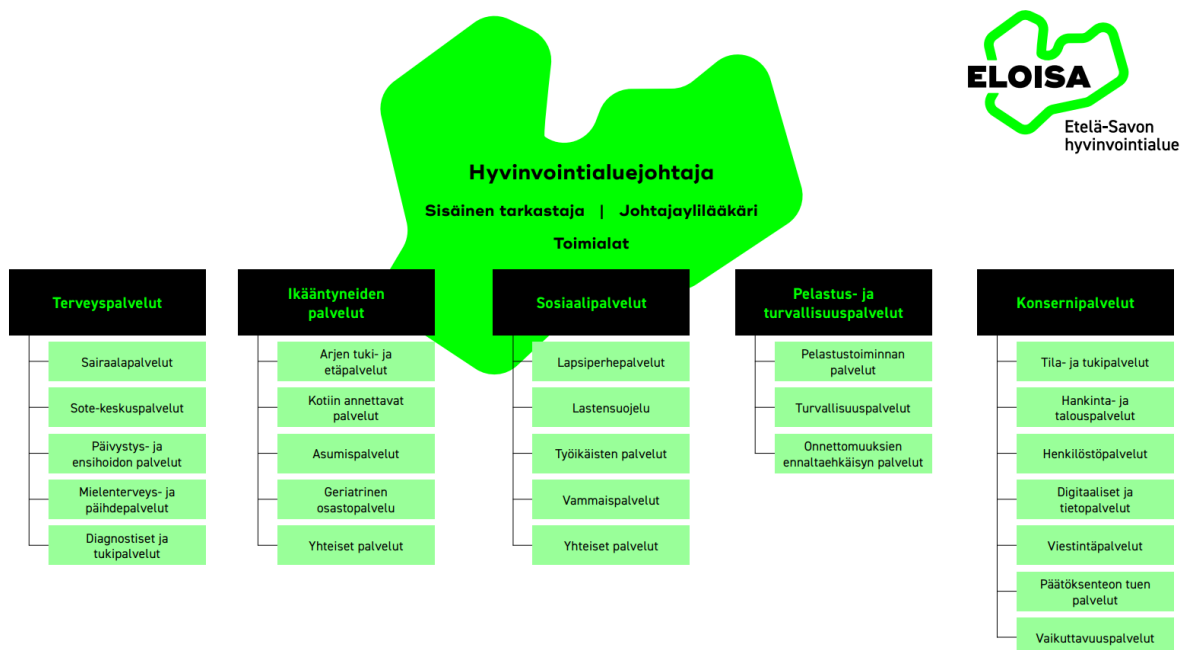 ELOISA
Etelä-Savon
hyvinvointialue
Hyvinvointialuejohtaja
Sisäinen tarkastaja | Johtajaylilääkäri
Toimialat
Terveyspalvelut
Sairaalapalvelut
Sote-keskuspalvelut
Päivystys- ja
ensihoidon palvelut
Mielenterveys- ja
päihdepalvelut
Diagnostiset ja
tukipalvelut
Ikääntyneiden
palvelut
Arjen tuki- ja
etäpalvelut
Kotiin annettavat
palvelut
Asumispalvelut
Geriatrinen
osastopalvelu
Yhteiset palvelut
Sosiaalipalvelut
Lapsiperhepalvelut
Lastensuojelu
Työikäisten palvelut
Vammaispalvelut
Yhteiset palvelut
Pelastus- ja
turvallisuuspalvelut
Pelastustoiminnan
palvelut
Turvallisuuspalvelut
Onnettomuuksien
ennaltaehkäisyn palvelut
Konsernipalvelut
Tila- ja tukipalvelut
Hankinta- ja
talouspalvelut
Henkilöstöpalvelut
Digitaaliset ja
tietopalvelut
Viestintäpalvelut
Päätöksenteon tuen
palvelut
Vaikuttavuuspalvelut